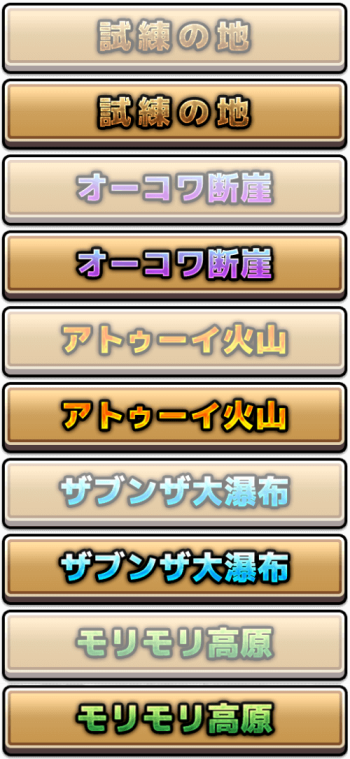 試練の地
試練の地
オーコワ断崖
オーコワ断崖
アトゥーイ火山
アトゥーイ火山
ザブンザ大瀑布
ザブンザ大瀑布
モリモリ高原
モリモリ高原